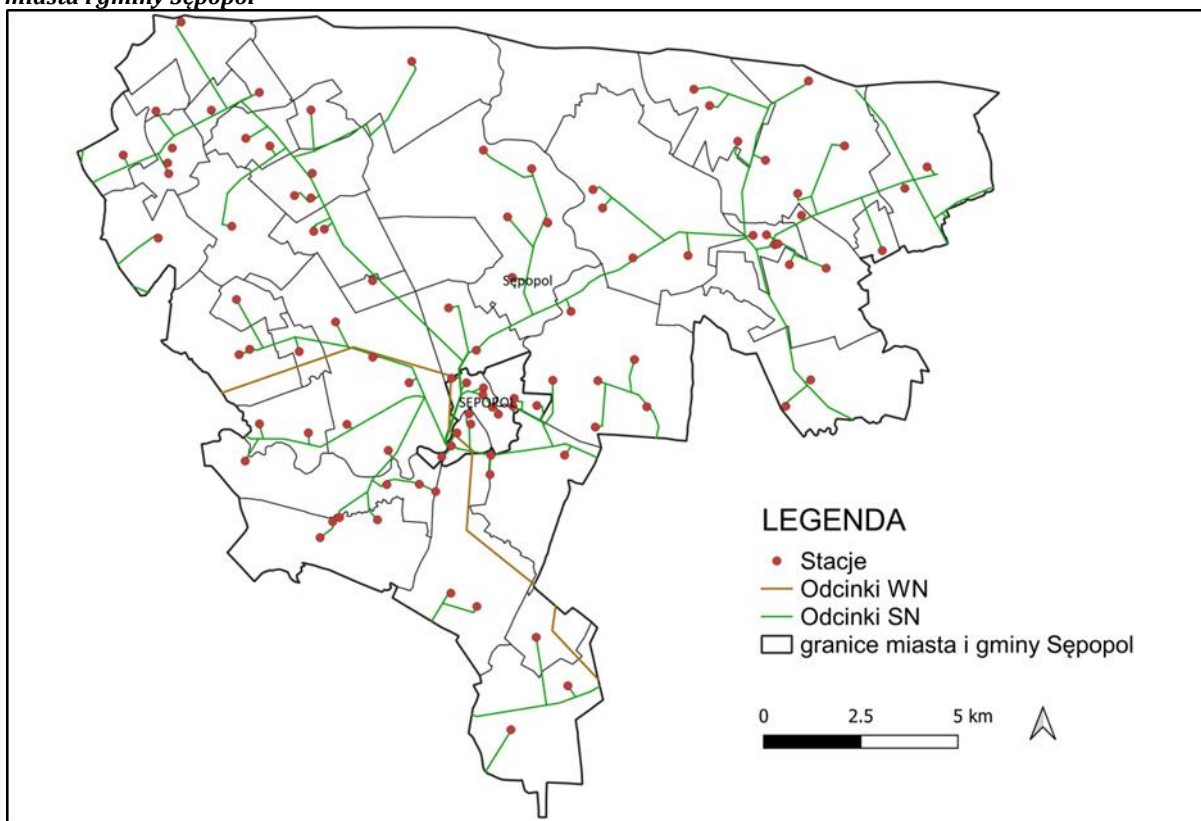 miasta i gminy Sępopol
Sępopol
SĘPOPOL
LEGENDA
Stacje
Odcinki WN
Odcinki SN
granice miasta i gminy Sępopol
0 2.5 5 km